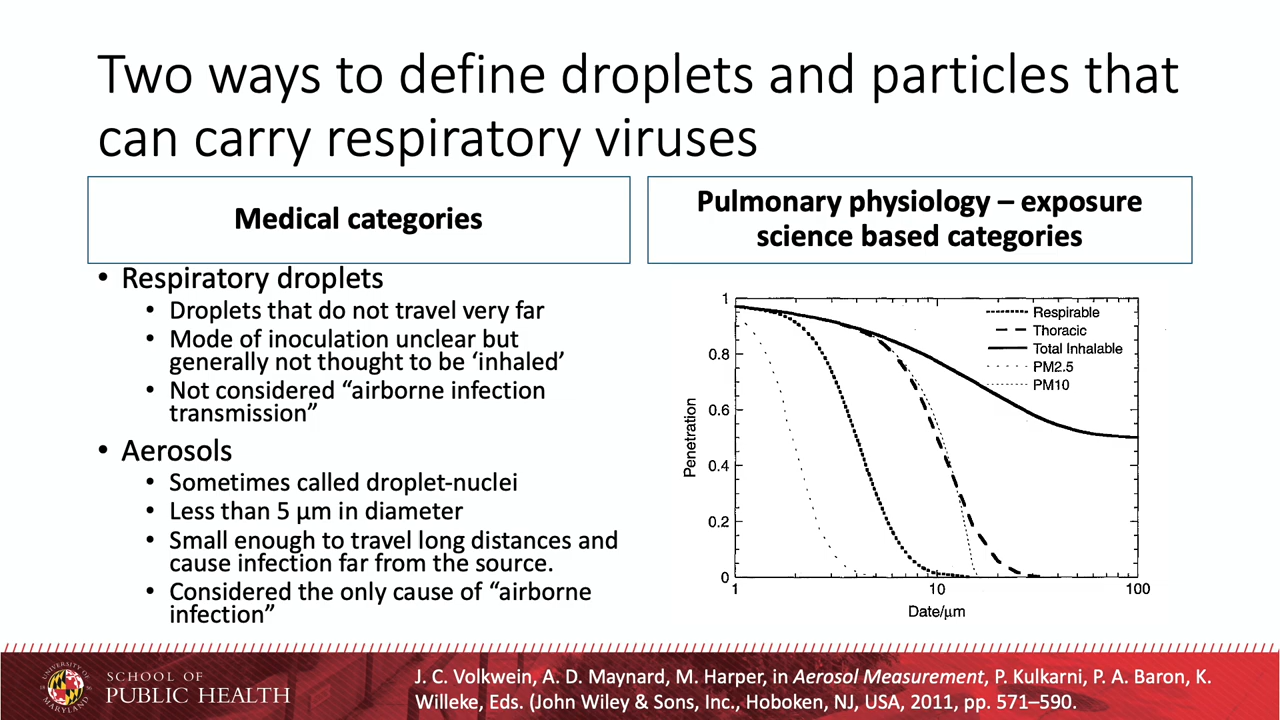 Two ways to define droplets and particles that
can carry respiratory viruses
Medical categories
• Respiratory droplets
• Droplets that do not travel very far
• Mode of inoculation unclear but
generally not thought to be ‘inhaled’
• Not considered “airborne infection
transmission”
• Aerosols
• Sometimes called droplet-nuclei
• Less than 5 µm in diameter
• Small enough to travel long distances and
cause infection far from the source.
• Considered the only cause of “airborne
infection”
Pulmonary physiology – exposure
science based categories
1
0.8
0.6
0.4
0.2
0
Penetration
Respirable
Thoracic
Total Inhalable
PM2.5
PM10
1
10
100
Date/µm
SCHOOL OF
PUBLIC HEALTH
UNIVERSITY OF
MARYLAND
J. C. Volkwein, A. D. Maynard, M. Harper, in Aerosol Measurement, P. Kulkarni, P. A. Baron, K.
Willeke, Eds. (John Wiley & Sons, Inc., Hoboken, NJ, USA, 2011, pp. 571–590.